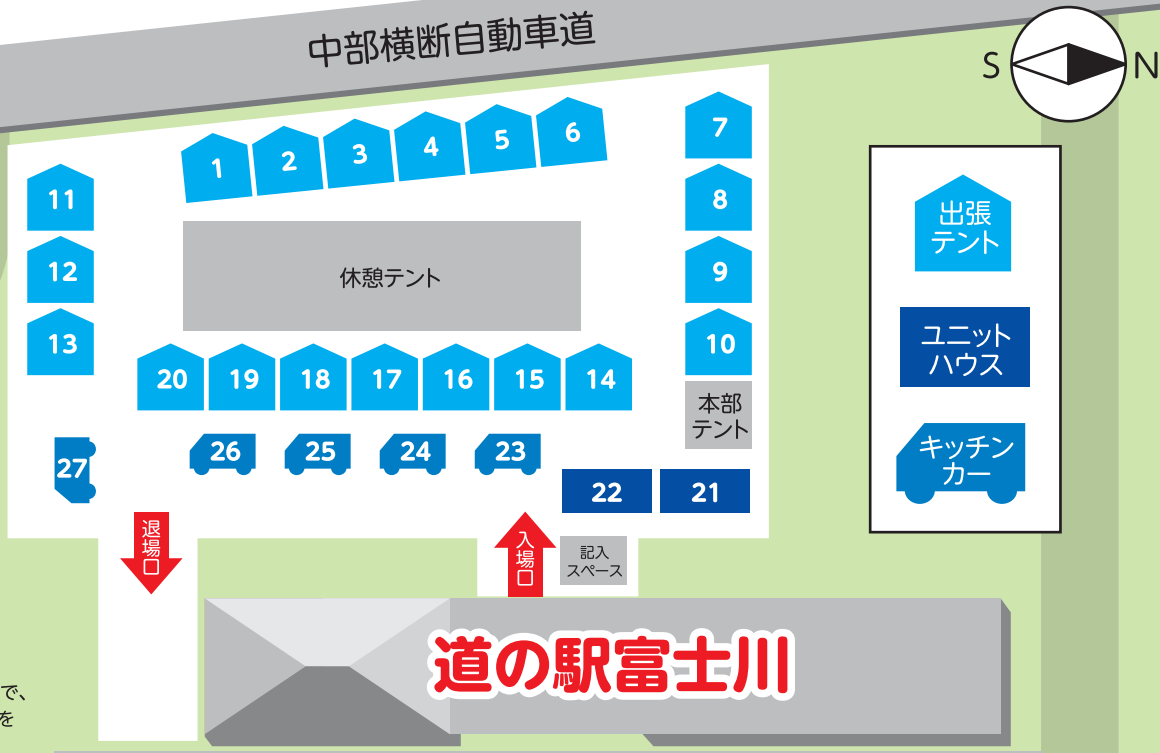 中部横断自動車道
S
N
1
2
3
4
5
6
7
8
9
10
11
12
13
休憩テント
20
19
18
17
16
15
14
本部
テント
26
25
24
23
27
22
21
退場口
入場口
記入
スペース
道の駅富士川
出張
テント
ユニット
ハウス
キッチン
カー
で、
を